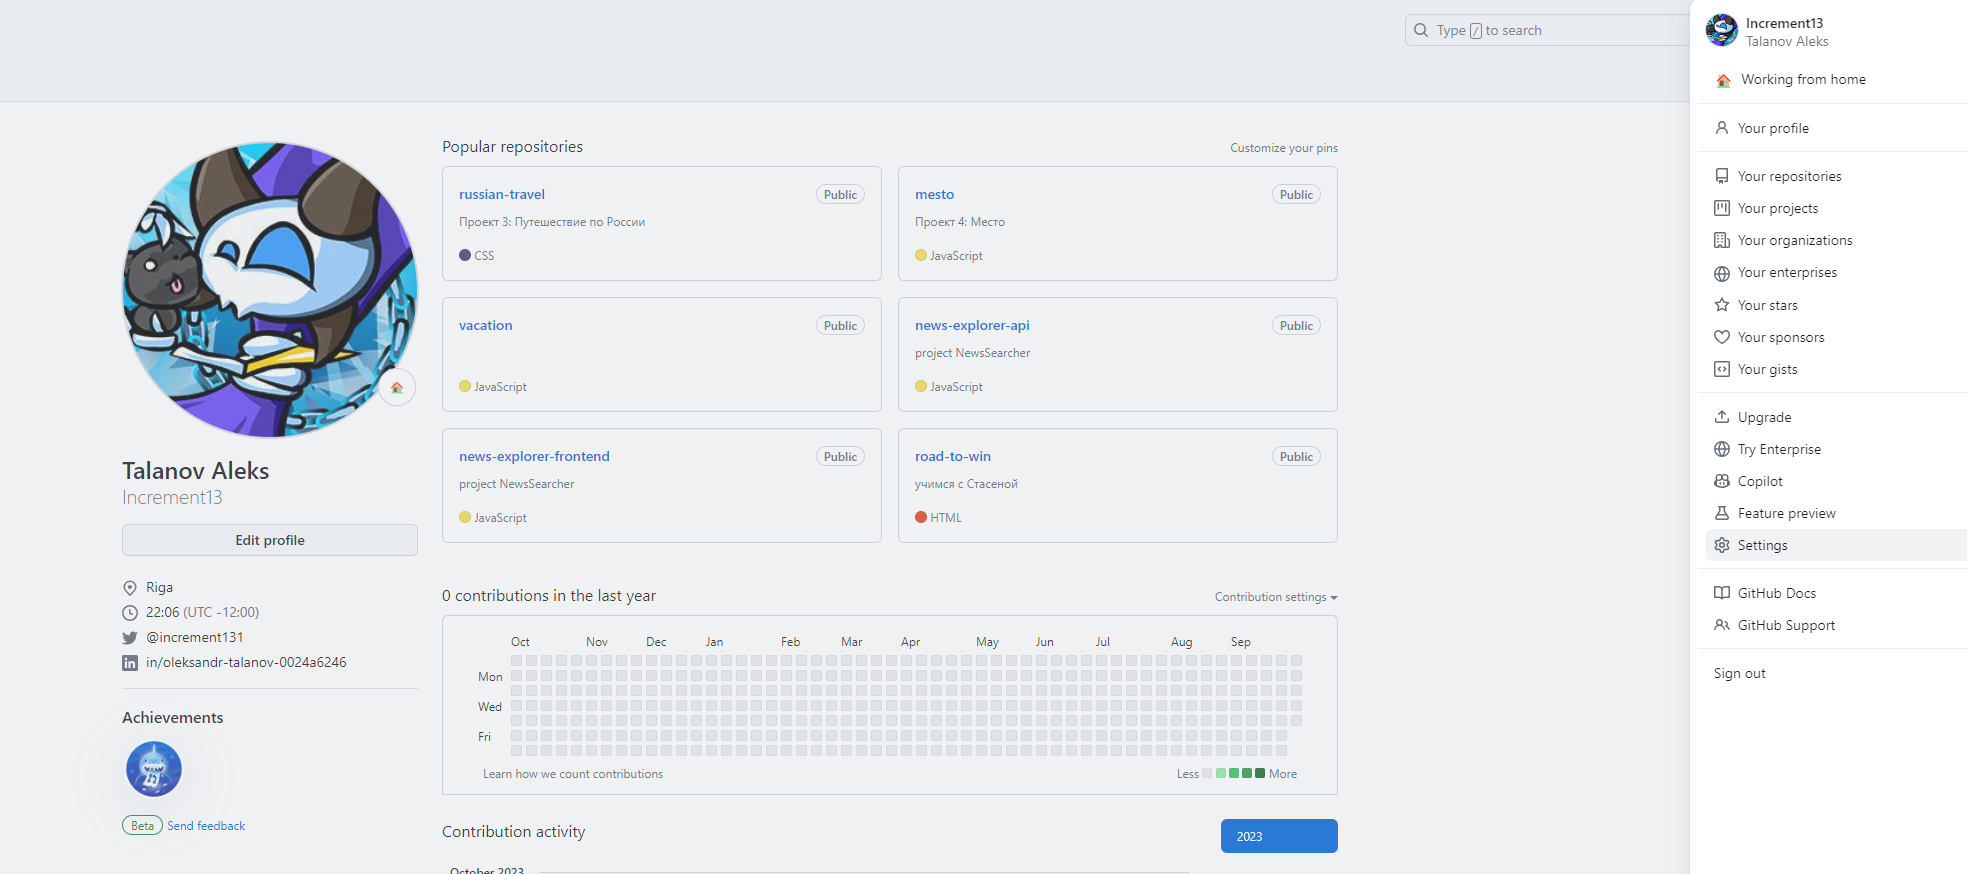 Type / to search
Increment13
Talanov Aleks
Working from home
Your profile
Your repositories
Your projects
Your organizations
Your enterprises
Your stars
Your sponsors
Your gists
Upgrade
Try Enterprise
Copilot
Feature preview
Settings
GitHub Docs
GitHub Support
Sign out
Talanov Aleks
Increment13
Edit profile
Riga
22:06 (UTC -12:00)
@increment131
in/oleksandr-talanov-0024a6246
Achievements
Beta Send feedback
Popular repositories
Customize your pins
russian-travel Public
Проект 3: Путешествие по России
CSS
mesto Public
Проект 4: Место
JavaScript
vacation Public
JavaScript
news-explorer-api Public
project NewsSearcher
JavaScript
news-explorer-frontend Public
project NewsSearcher
JavaScript
road-to-win Public
учимся с Стасеной
HTML
0 contributions in the last year
Contribution settings
Oct Nov Dec Jan Feb Mar Apr May Jun Jul Aug Sep
Mon
Wed
Fri
Learn how we count contributions
Less More
Contribution activity
2023
October 2023